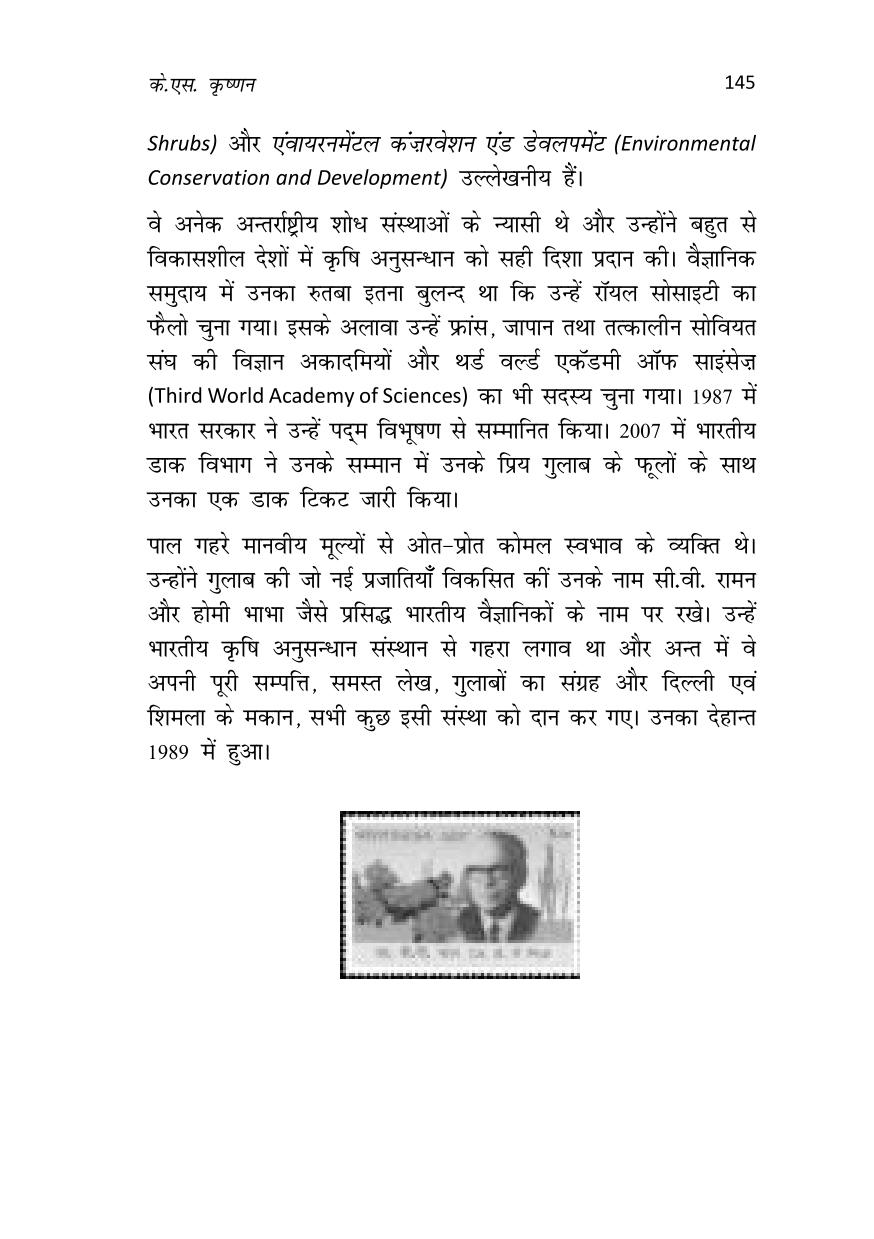 के.एस. कृष्णन 145
Shrubs) और एंवायरनमेंटल कंज़रवेशन एंड डेवलपमेंट (Environmental
Conservation and Development) उल्लेखनीय हैं।
वे अनेक अन्तर्राष्ट्रीय शोध संस्थाओं के न्यासी थे और उन्होंने बहुत से
विकासशील देशों में कृषि अनुसन्धान को सही दिशा प्रदान की। वैज्ञानिक
समुदाय में उनका रुतबा इतना बुलन्द था कि उन्हें रॉयल सोसाइटी का
फैलो चुना गया। इसके अलावा उन्हें फ्रांस, जापान तथा तत्कालीन सोवियत
संघ की विज्ञान अकादमियों और थर्ड वर्ल्ड एकॅडमी ऑफ साइंसेज़
(Third World Academy of Sciences) का भी सदस्य चुना गया। 1987 में
भारत सरकार ने उन्हें पद्म विभूषण से सम्मानित किया। 2007 में भारतीय
डाक विभाग ने उनके सम्मान में उनके प्रिय गुलाब के फूलों के साथ
उनका एक डाक टिकट जारी किया।
पाल गहरे मानवीय मूल्यों से ओत-प्रोत कोमल स्वभाव के व्यक्ति थे।
उन्होंने गुलाब की जो नई प्रजातियाँ विकसित कीं उनके नाम सी.वी. रामन
और होमी भाभा जैसे प्रसिद्ध भारतीय वैज्ञानिकों के नाम पर रखे। उन्हें
भारतीय कृषि अनुसन्धान संस्थान से गहरा लगाव था और अन्त में वे
अपनी पूरी सम्पत्ति, समस्त लेख, गुलाबों का संग्रह और दिल्ली एवं
शिमला के मकान, सभी कुछ इसी संस्था को दान कर गए। उनका देहान्त
1989 में हुआ।